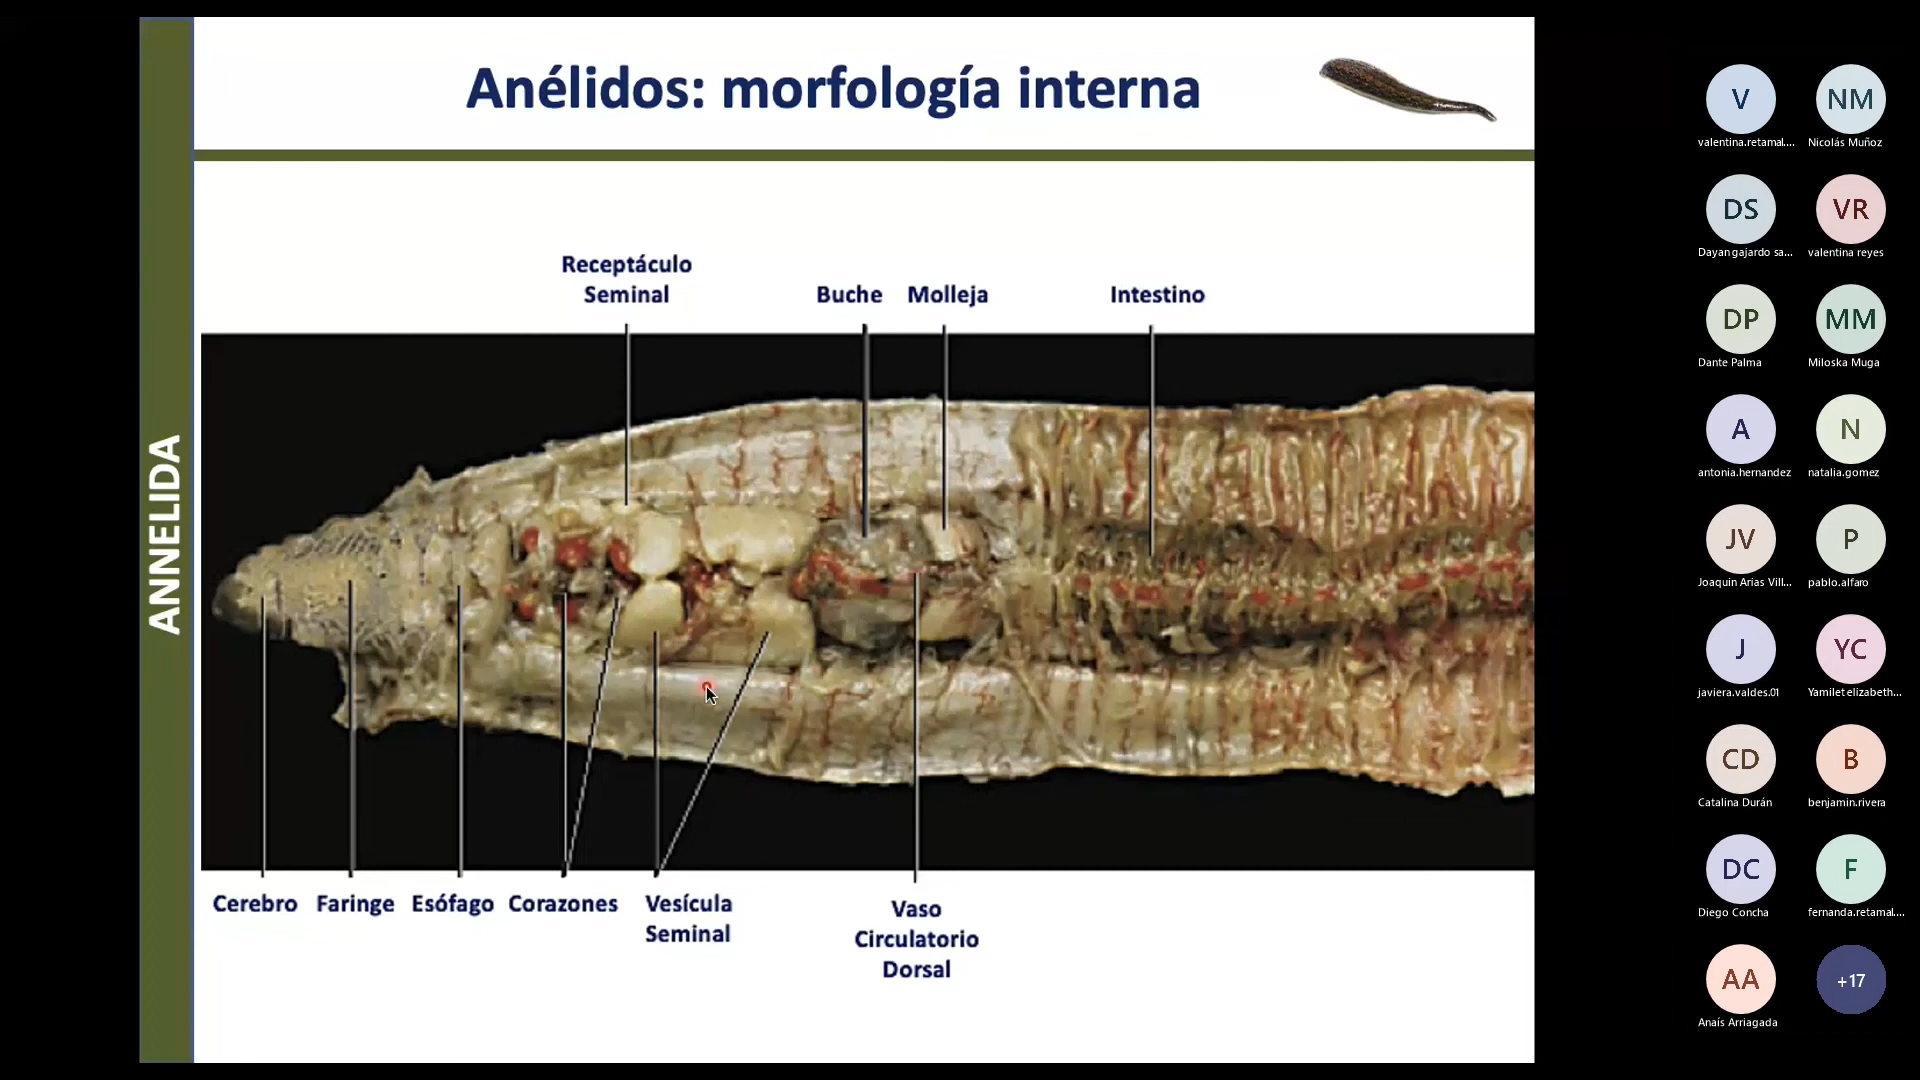 Anélidos: morfología interna
ANNELIDA
Receptáculo
Seminal
Buche
Molleja
Intestino
Cerebro
Faringe
Esófago
Corazones
Vesícula
Seminal
Vaso
Circulatorio
Dorsal
V
valentina.retamal....
NM
Nicolás Muñoz
DS
Dayan gajardo sa...
VR
valentina reyes
DP
Dante Palma
MM
Miloska Muga
A
antonia.hernandez
N
natalia.gomez
JV
Joaquin Arias Vill...
P
pablo.alfaro
J
javiera.valdes.01
YC
Yamilet elizabeth...
CD
Catalina Durán
B
benjamin.rivera
DC
Diego Concha
F
fernanda.retamal....
AA
Anaís Arriagada
+17